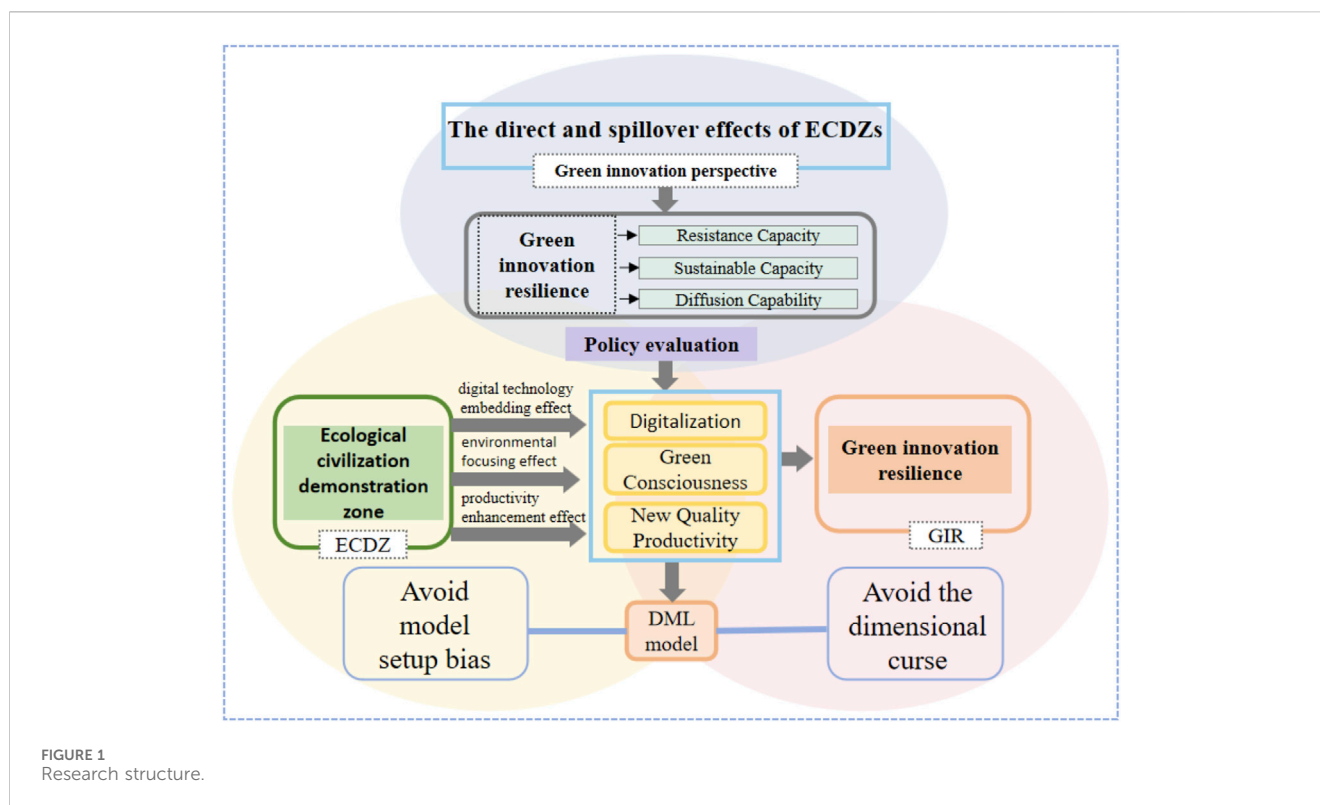 The direct and spillover effects of ECDZs
Green innovation perspective
Green
innovation
resilience
Resistance Capacity
Sustainable Capacity
Diffusion Capability
Policy evaluation
Ecological
civilization
demonstration
zone
ECDZ
digital technology
embedding effect
environmental
focusing effect
productivity
enhancement effect
Digitalization
Green
Consciousness
New Quality
Productivity
Green innovation
resilience
GIR
Avoid
model
setup bias
DML
model
Avoid the
dimensional
curse
FIGURE 1
Research structure.